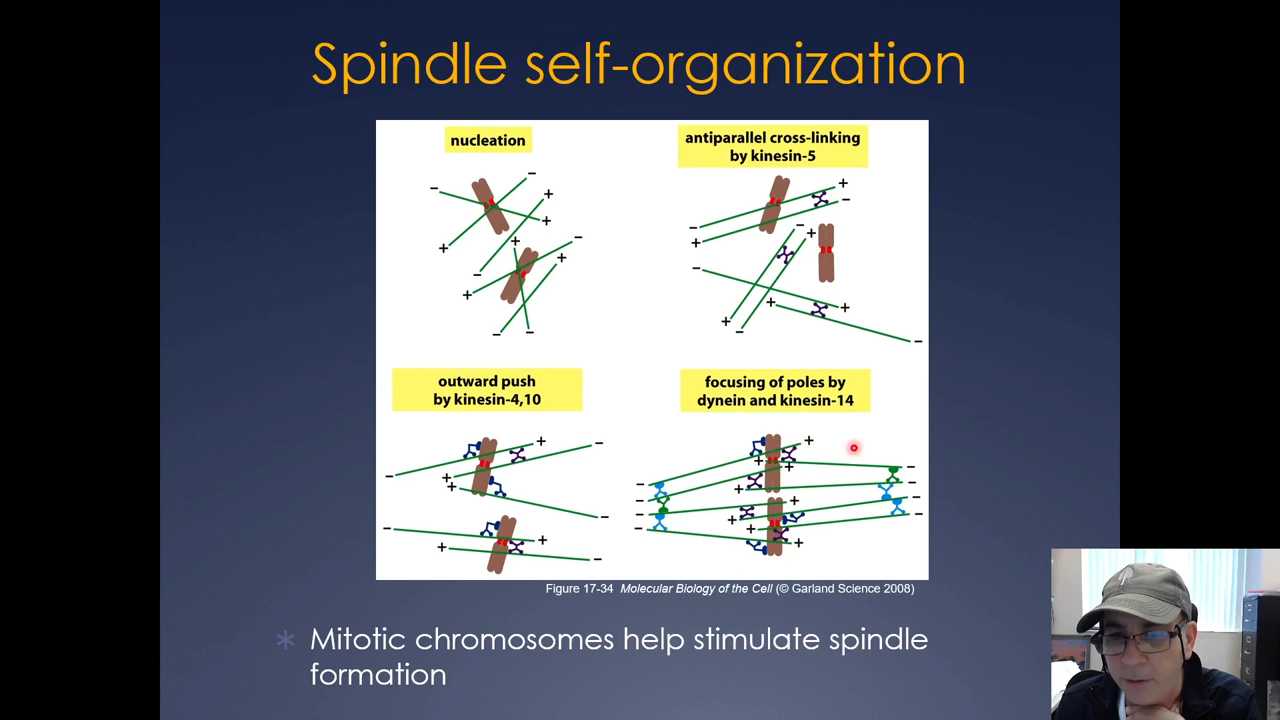 Spindle self-organization
nucleation
antiparallel cross-linking
by kinesin-5
outward push
by kinesin-4,10
focusing of poles by
dynein and kinesin-14
Figure 17-34 Molecular Biology of the Cell (© Garland Science 2008)
Mitotic chromosomes help stimulate spindle
formation